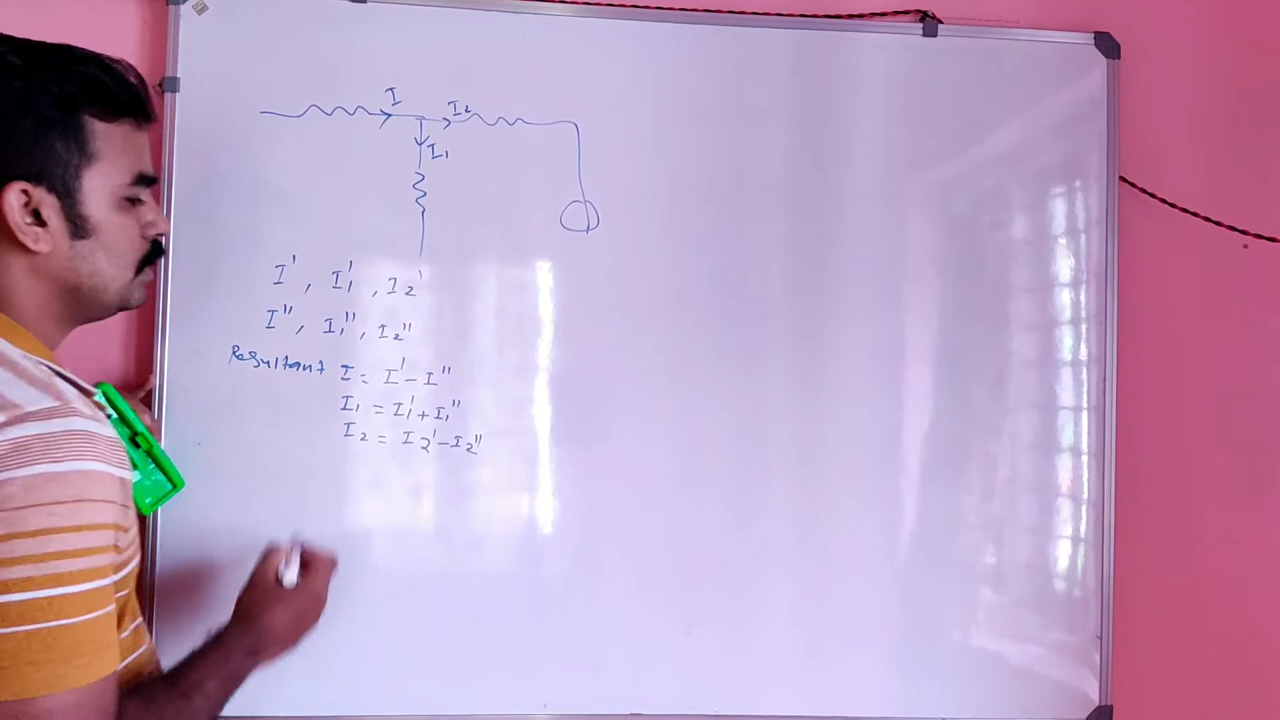 I I₂
I₁
I' , I₁' , I₂'
I'' , I₁'' , I₂''
Resultant I = I' - I''
I₁ = I₁' + I₁''
I₂ = I₂' - I₂''